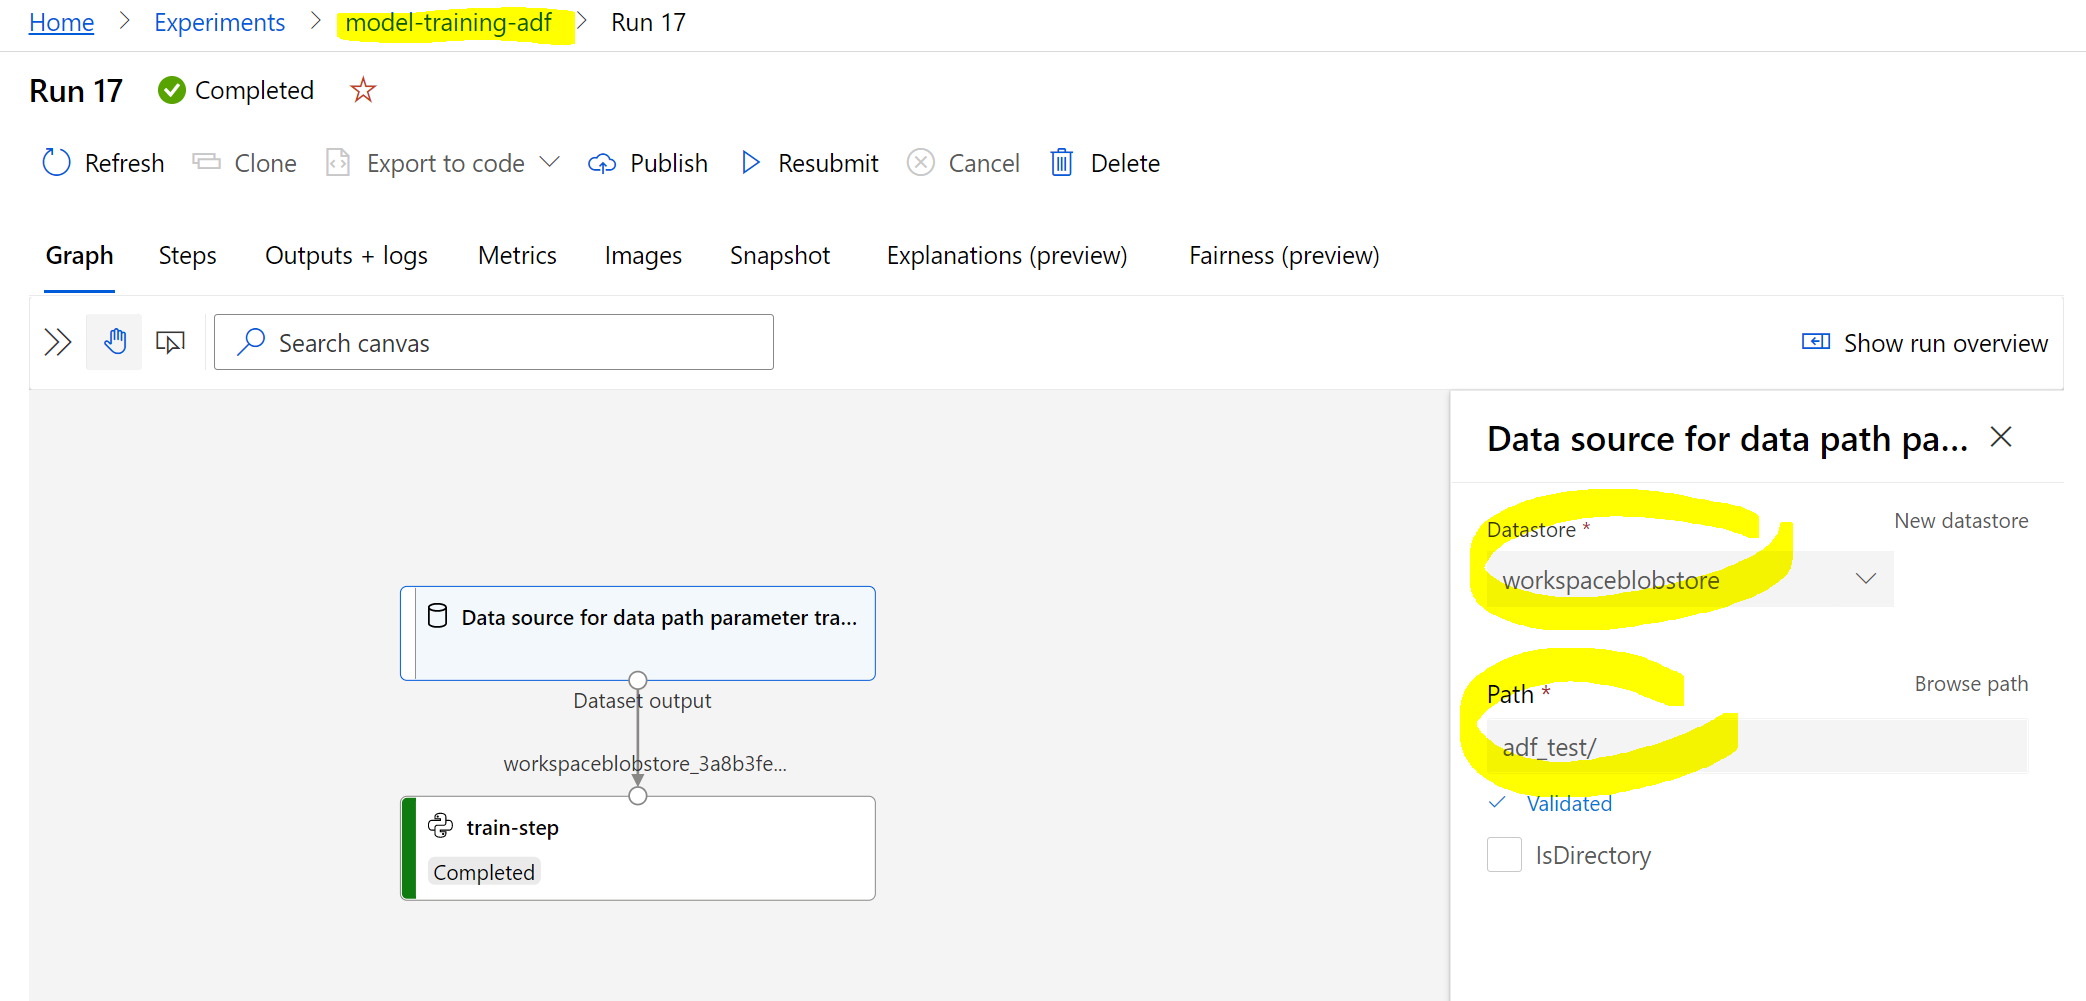 Home > Experiments > model-training-adf > Run 17
Run 17 Completed
Refresh Clone Export to code Publish Resubmit Cancel Delete
Graph Steps Outputs + logs Metrics Images Snapshot Explanations (preview) Fairness (preview)
Search canvas Show run overview
Data source for data path parameter tra...
Dataset output
workspaceblobstore_3a8b3fe...
train-step
Completed
Data source for data path pa...
Datastore * New datastore
workspaceblobstore
Path * Browse path
adf_test/
Validated
IsDirectory